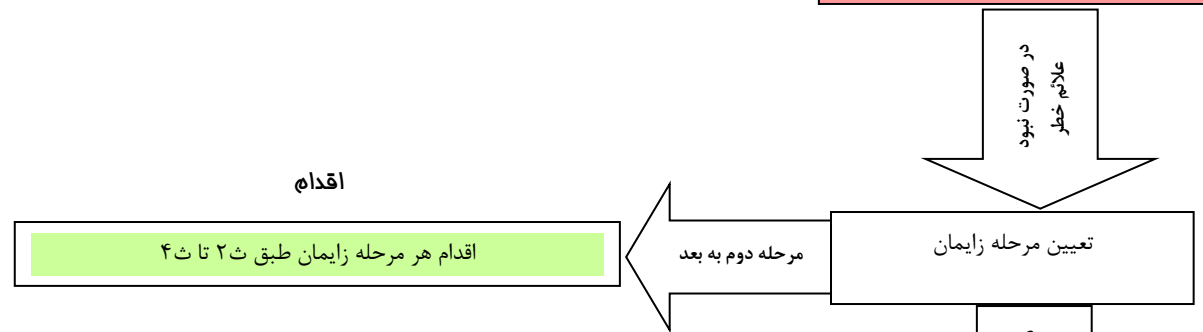 در صورت نبود
علائم خطر
اقدام
تعیین مرحله زایمان
مرحله دوم به بعد
اقدام هر مرحله زایمان طبق ث۲ تا ث۴